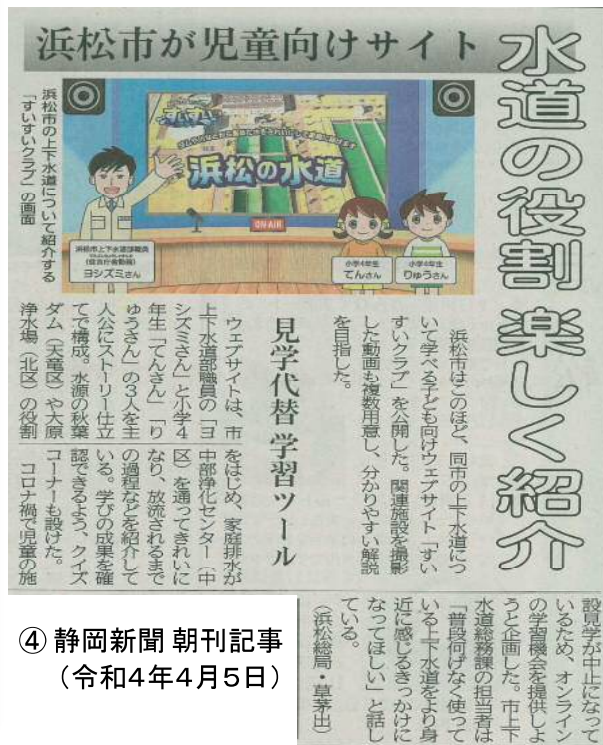 浜松市が児童向けサイト
水道の役割 楽しく紹介
浜松の水道
ON-AIR
浜松市上下水道部職員
(住吉庁舎勤務)
ヨシズミさん
小学4年生
てんさん
小学4年生
りゅうさん
浜松市の上下水道について紹介する
「すいすいクラブ」の画面
浜松市はこのほど、同市の上下水道につ
いて学べる子ども向けウェブサイト「すい
すいクラブ」を公開した。関連施設を撮影
した動画も複数用意し、分かりやすい解説
を目指した。
見学代替 学習ツール
ウェブサイトは、市
上下水道部職員の「ヨ
シズミさん」と小学4
年生「てんさん」「り
ゅうさん」の3人を主
人公にストーリー仕立
てで構成。水源の秋葉
ダム(天竜区)や大原
浄水場(北区)の役割
をはじめ、家庭排水が
中部浄化センター(中
区)を通ってきれいに
なり、放流されるまで
の過程などを紹介して
いる。学びの成果を確
認できるよう、クイズ
コーナーも設けた。
コロナ禍で児童の施
設見学が中止になって
いるため、オンライン
の学習機会を提供しよ
うと企画した。市上下
水道総務課の担当者は
「普段何げなく使って
いる上下水道をより身
近に感じるきっかけに
なってほしい」と話し
ている。
(浜松総局・草茅出)
④ 静岡新聞 朝刊記事
(令和4年4月5日)